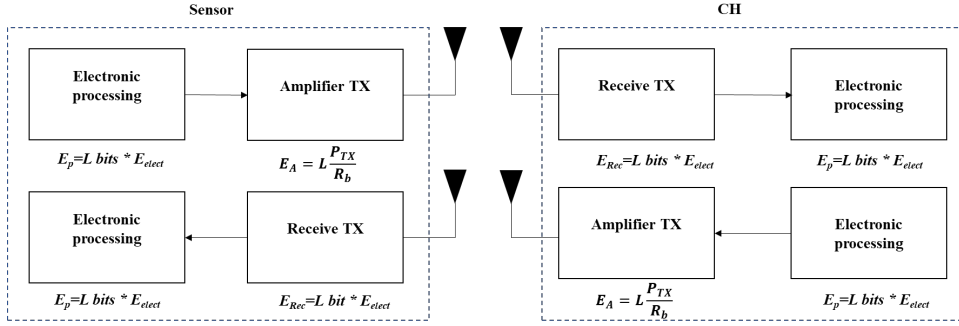 Sensor
CH
Electronic
processing
Amplifier TX
Receive TX
Electronic
processing
E_p=L bits * E_elect
E_A = L P_TX/R_b
E_Rec=L bits * E_elect
E_p=L bits * E_elect
Electronic
processing
Receive TX
Amplifier TX
Electronic
processing
E_p=L bits * E_elect
E_Rec=L bit * E_elect
E_A = L P_TX/R_b
E_p=L bits * E_elect